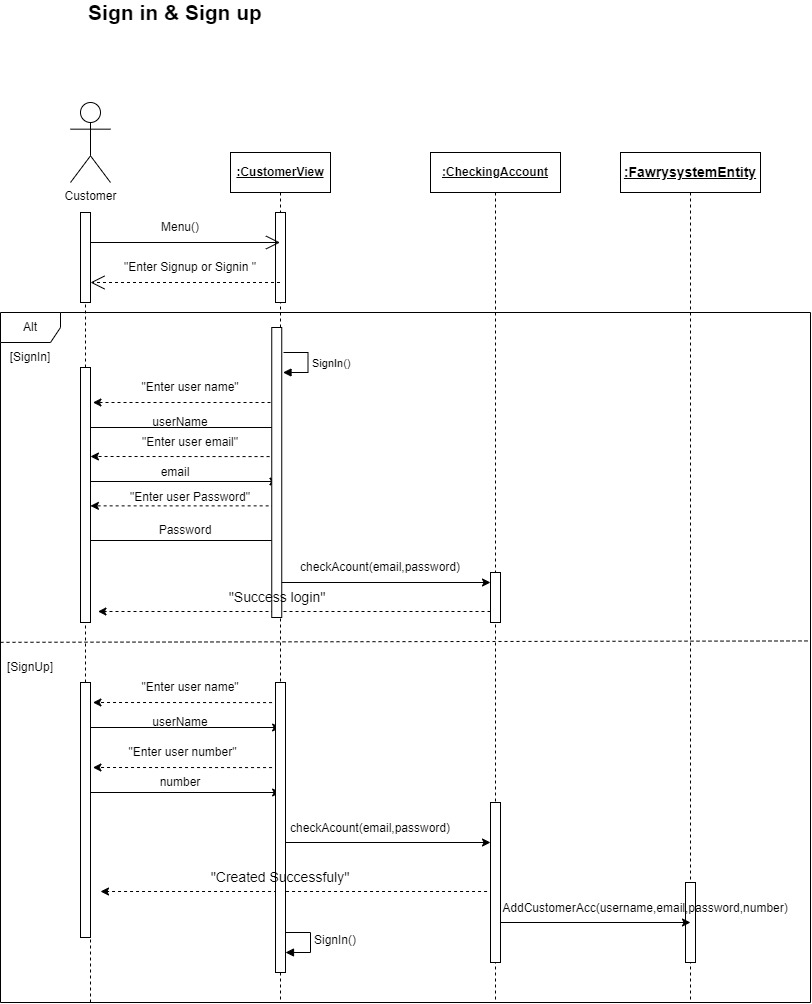 Sign in & Sign up
Customer
:CustomerView
:CheckingAccount
:FawrysystemEntity
Menu()
"Enter Signup or Signin "
Alt
[SignIn]
SignIn()
"Enter user name"
userName
"Enter user email"
email
"Enter user Password"
Password
checkAcount(email,password)
"Success login"
[SignUp]
"Enter user name"
userName
"Enter user number"
number
checkAcount(email,password)
"Created Successfuly"
AddCustomerAcc(username,email,password,number)
SignIn()